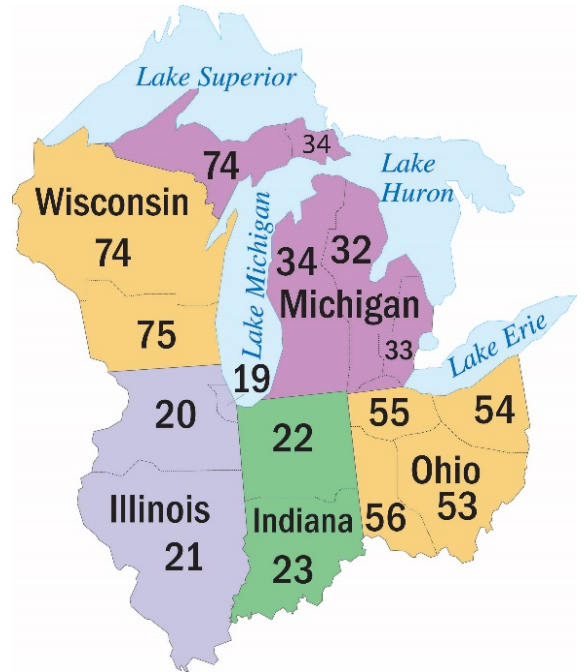 Lake Superior
74
34
Lake
Huron
Wisconsin
74
Lake Michigan
34
32
Michigan
33
75
Lake Erie
19
20
22
55
54
Illinois
21
Indiana
23
Ohio
53
56